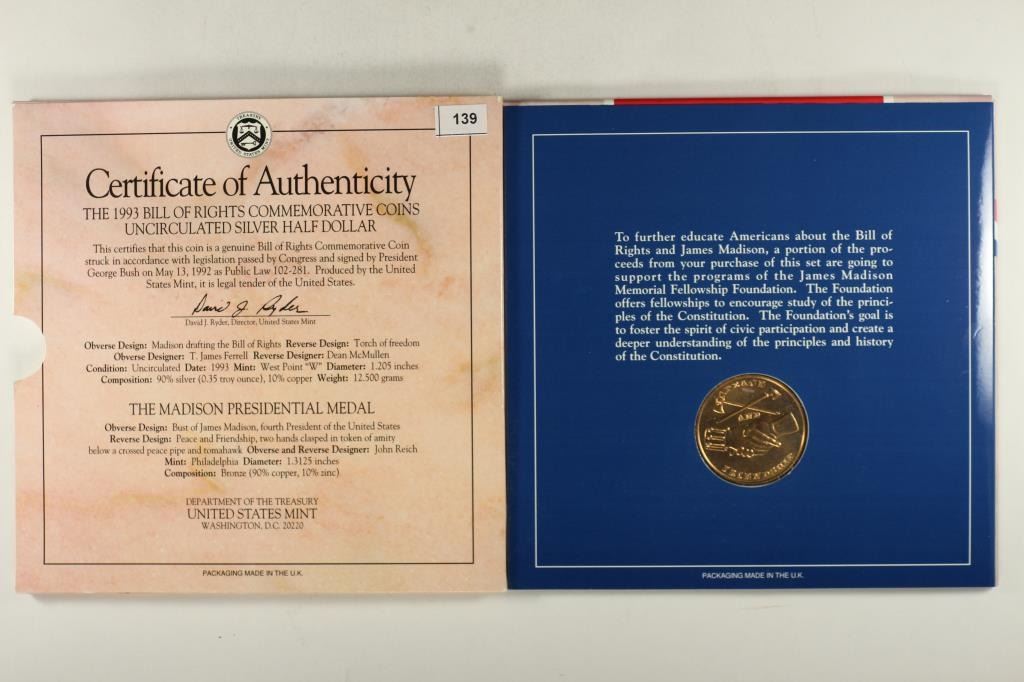 139
Certificate of Authenticity
THE 1993 BILL OF RIGHTS COMMEMORATIVE COINS
UNCIRCULATED SILVER HALF DOLLAR
This certifies that this coin is a genuine Bill of Rights Commemorative Coin
struck in accordance with legislation passed by Congress and signed by President
George Bush on May 13, 1992 as Public Law 102-281. Produced by the United
States Mint, it is legal tender of the United States.
David J. Ryder
David J. Ryder, Director, United States Mint
Obverse Design: Madison drafting the Bill of Rights Reverse Design: Torch of freedom
Obverse Designer: T. James Ferrell Reverse Designer: Dean McMullen
Condition: Uncirculated Date: 1993 Mint: West Point "W" Diameter: 1.205 inches
Composition: 90% silver (0.35 troy ounce), 10% copper Weight: 12.500 grams
THE MADISON PRESIDENTIAL MEDAL
Obverse Design: Bust of James Madison, fourth President of the United States
Reverse Design: Peace and Friendship, two hands clasped in token of amity
below a crossed peace pipe and tomahawk Obverse and Reverse Designer: John Reich
Mint: Philadelphia Diameter: 1.3125 inches
Composition: Bronze (90% copper, 10% zinc)
DEPARTMENT OF THE TREASURY
UNITED STATES MINT
WASHINGTON, D.C. 20220
PACKAGING MADE IN THE U.K.
To further educate Americans about the Bill of
Rights and James Madison, a portion of the pro-
ceeds from your purchase of this set are going to
support the programs of the James Madison
Memorial Fellowship Foundation. The Foundation
offers fellowships to encourage study of the princi-
ples of the Constitution. The Foundation's goal is
to foster the spirit of civic participation and create a
deeper understanding of the principles and history
of the Constitution.
PEACE
AND
FRIENDSHIP
PACKAGING MADE IN THE U.K.